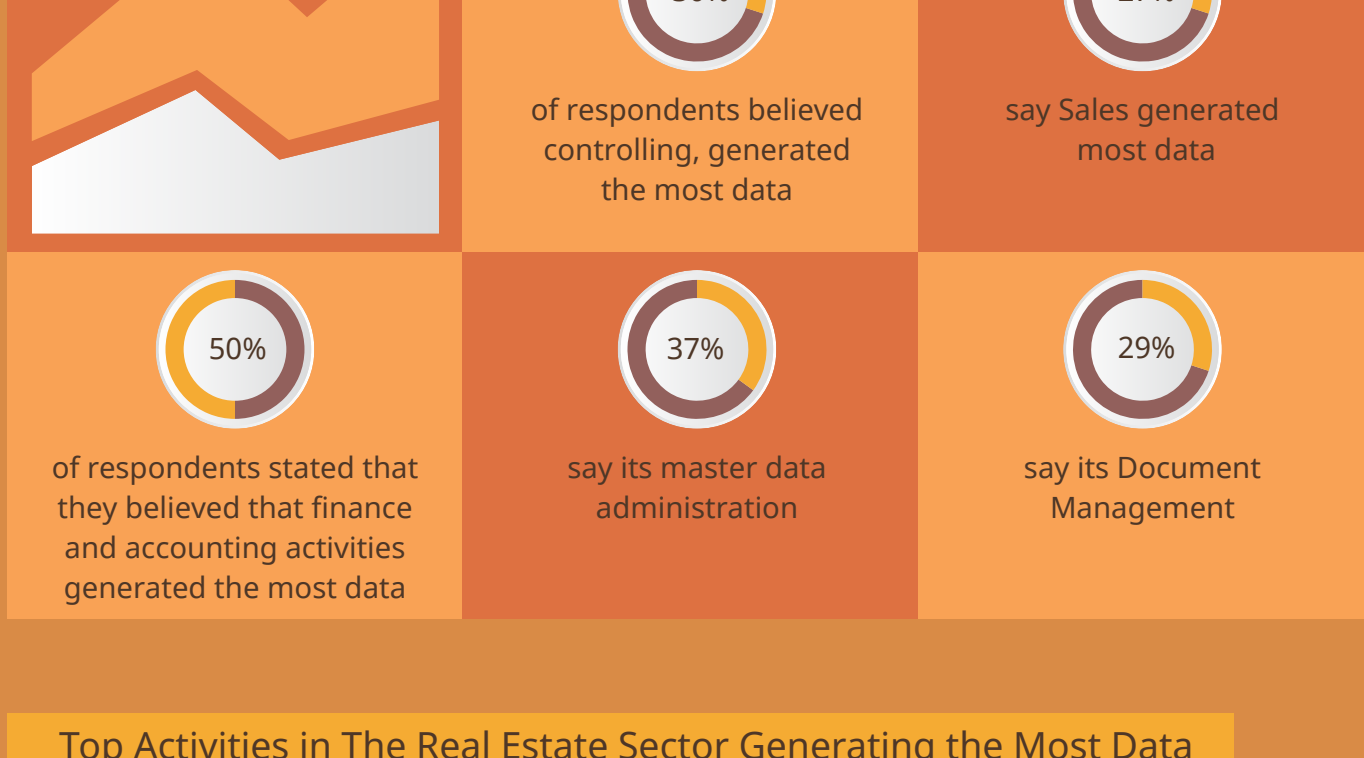 of respondents believed
controlling, generated
the most data
say Sales generated
most data
50%
of respondents stated that
they believed that finance
and accounting activities
generated the most data
37%
say its master data
administration
29%
say its Document
Management
Top Activities in The Real Estate Sector Generating the Most Data